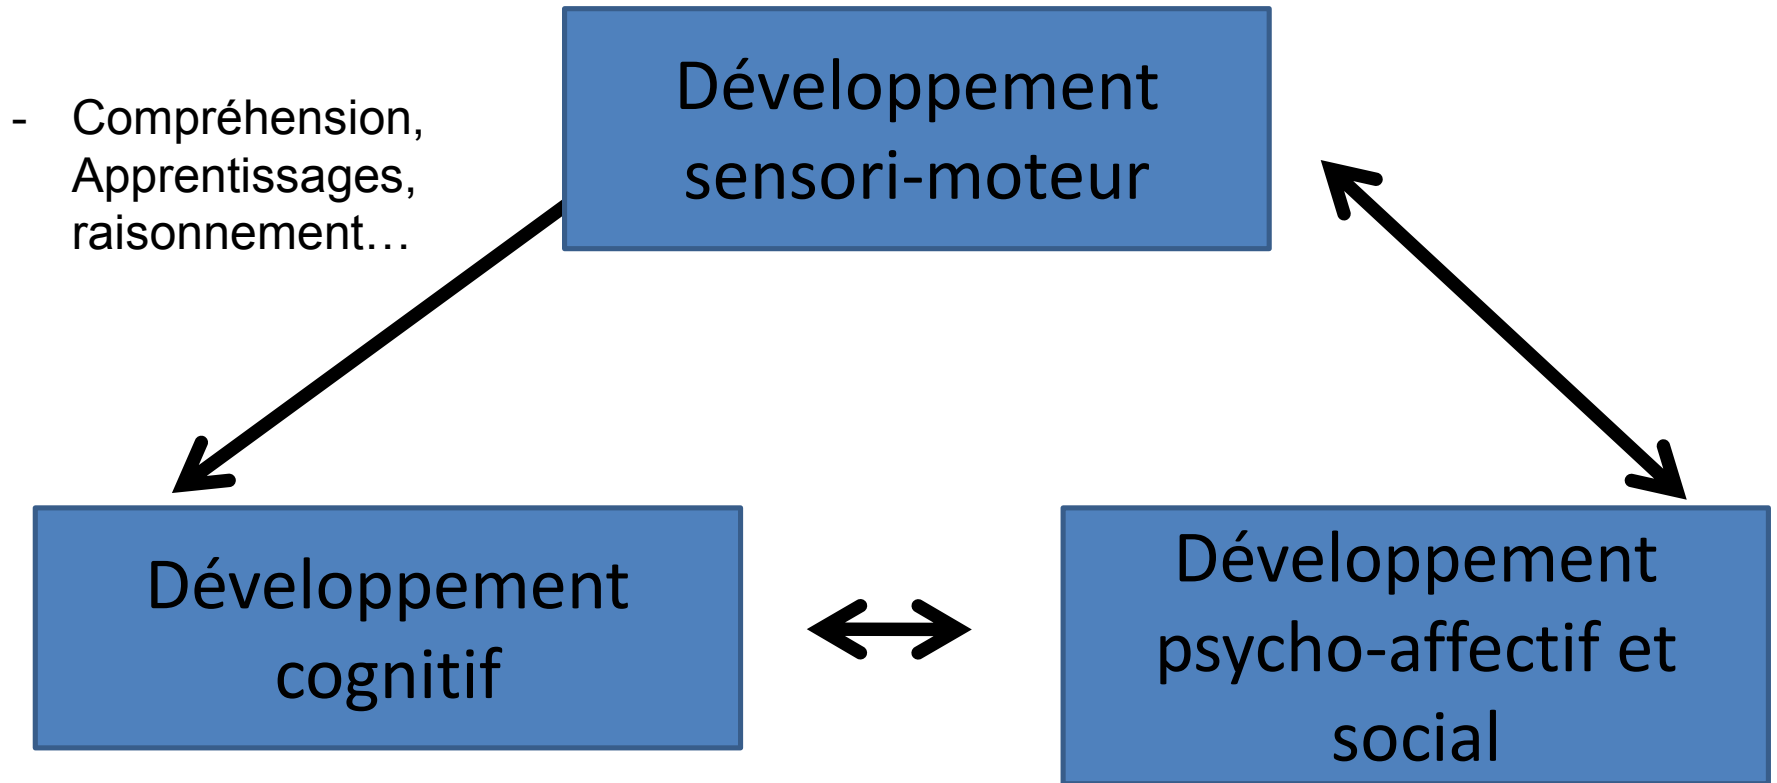 Développement
sensori-moteur
- Compréhension,
Apprentissages,
raisonnement…
Développement
cognitif
Développement
psycho-affectif et
social